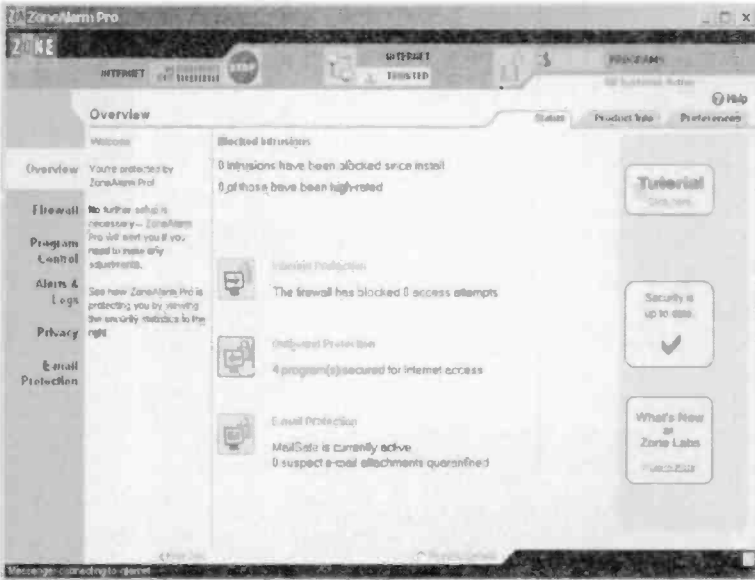 ZoneAlarm Pro
INTERNET
STOP
INTERNET
TRUSTED
PROGRAMS
Help
Overview
Status
Product Info
Preferences
Overview
Firewall
Program
Control
Alerts &
Logs
Privacy
E-mail
Protection
Welcome
You're protected by
ZoneAlarm Pro!
No further setup is
necessary -- ZoneAlarm
Pro will alert you if you
need to make any
adjustments.
See how ZoneAlarm Pro is
protecting you by viewing
the security statistics to the
right.
Blocked Intrusions
0 Intrusions have been blocked since install
0 of those have been high-rated
Inbound Protection
The firewall has blocked 0 access attempts
Outbound Protection
4 program(s) secured for internet access
E-mail Protection
MailSafe is currently active
0 suspect e-mail attachments quarantined
Tutorial
Click here
Security is
up to date.
What's New
at
Zone Labs